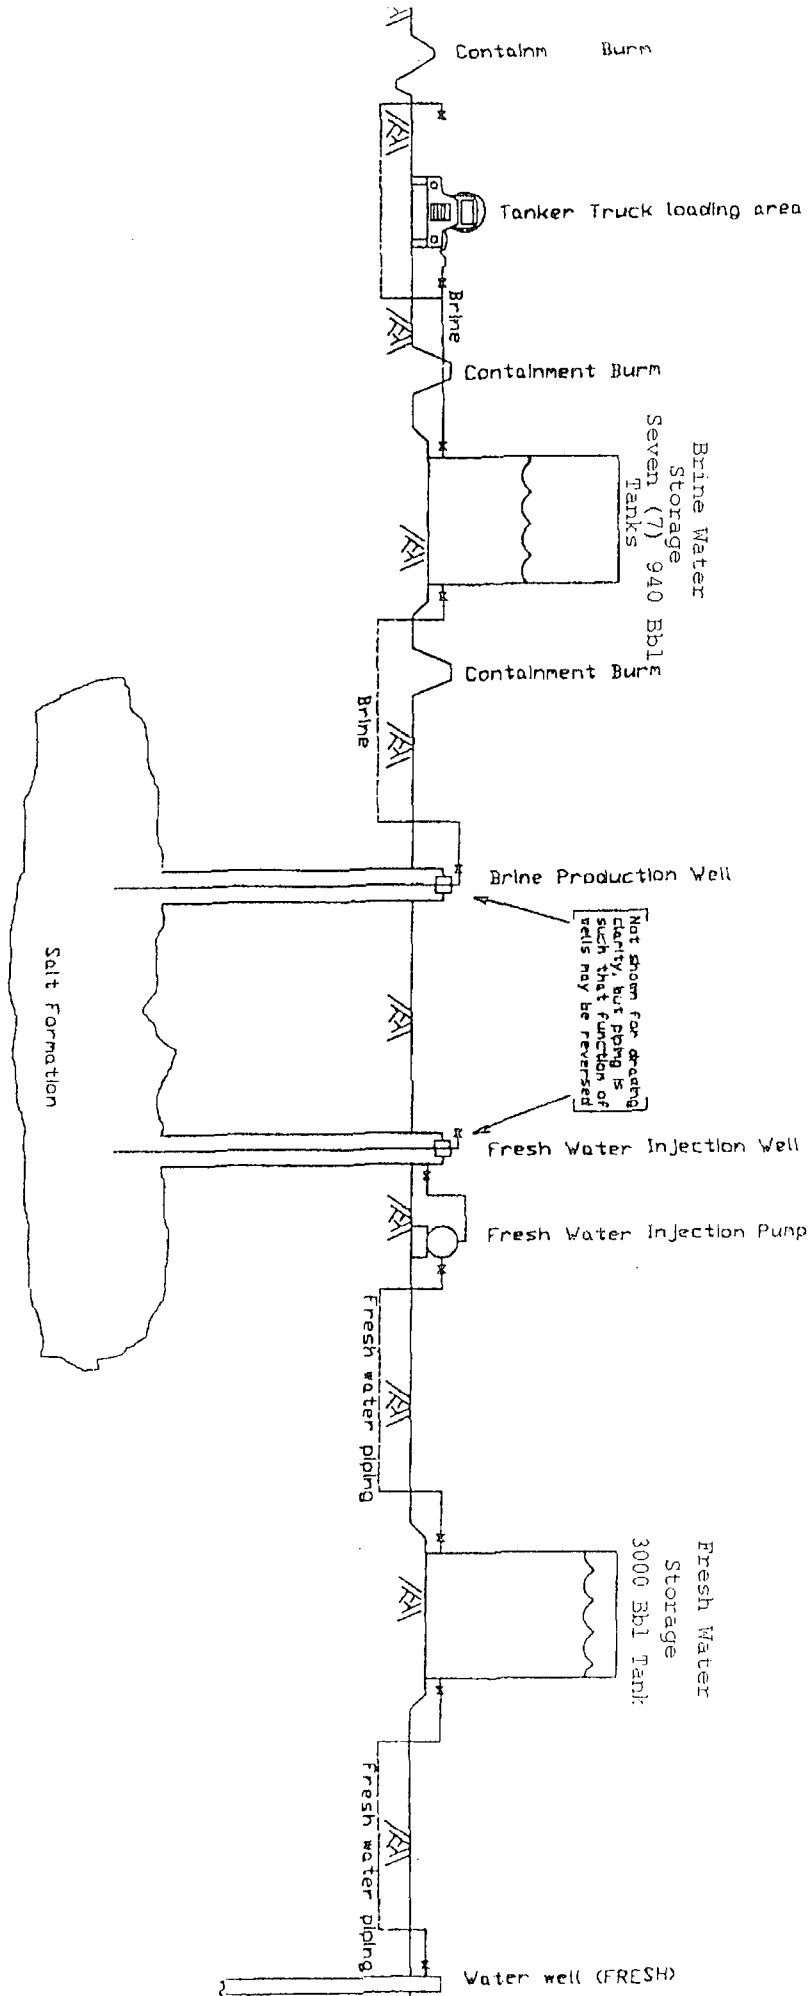 Containm Burm
Tanker Truck loading area
Brine
Containment Burm
Brine Water
Storage
Seven (7) 940 Bbl
Tanks
Containment Burm
Brine
Brine Production Well
Not shown for drawing
clarity, but piping is
such that function of
wells may be reversed
Salt Formation
Fresh Water Injection Well
Fresh Water Injection Pump
Fresh water piping
Fresh Water
Storage
3000 Bbl Tank
Fresh water piping
Water well (FRESH)